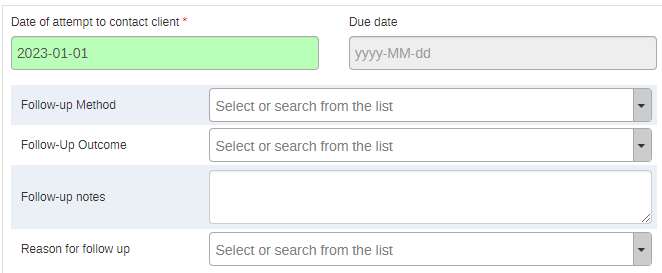 Date of attempt to contact client *
Due date
2023-01-01
yyyy-MM-dd
Follow-up Method
Select or search from the list
Follow-Up Outcome
Select or search from the list
Follow-up notes
Reason for follow up
Select or search from the list